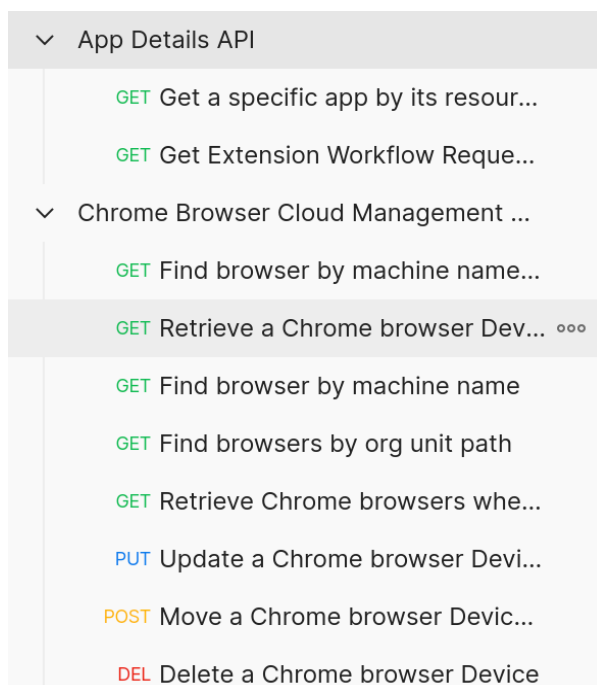 App Details API
GET Get a specific app by its resour...
GET Get Extension Workflow Reque...
Chrome Browser Cloud Management ...
GET Find browser by machine name...
GET Retrieve a Chrome browser Dev...
GET Find browser by machine name
GET Find browsers by org unit path
GET Retrieve Chrome browsers whe...
PUT Update a Chrome browser Devi...
POST Move a Chrome browser Devic...
DEL Delete a Chrome browser Device